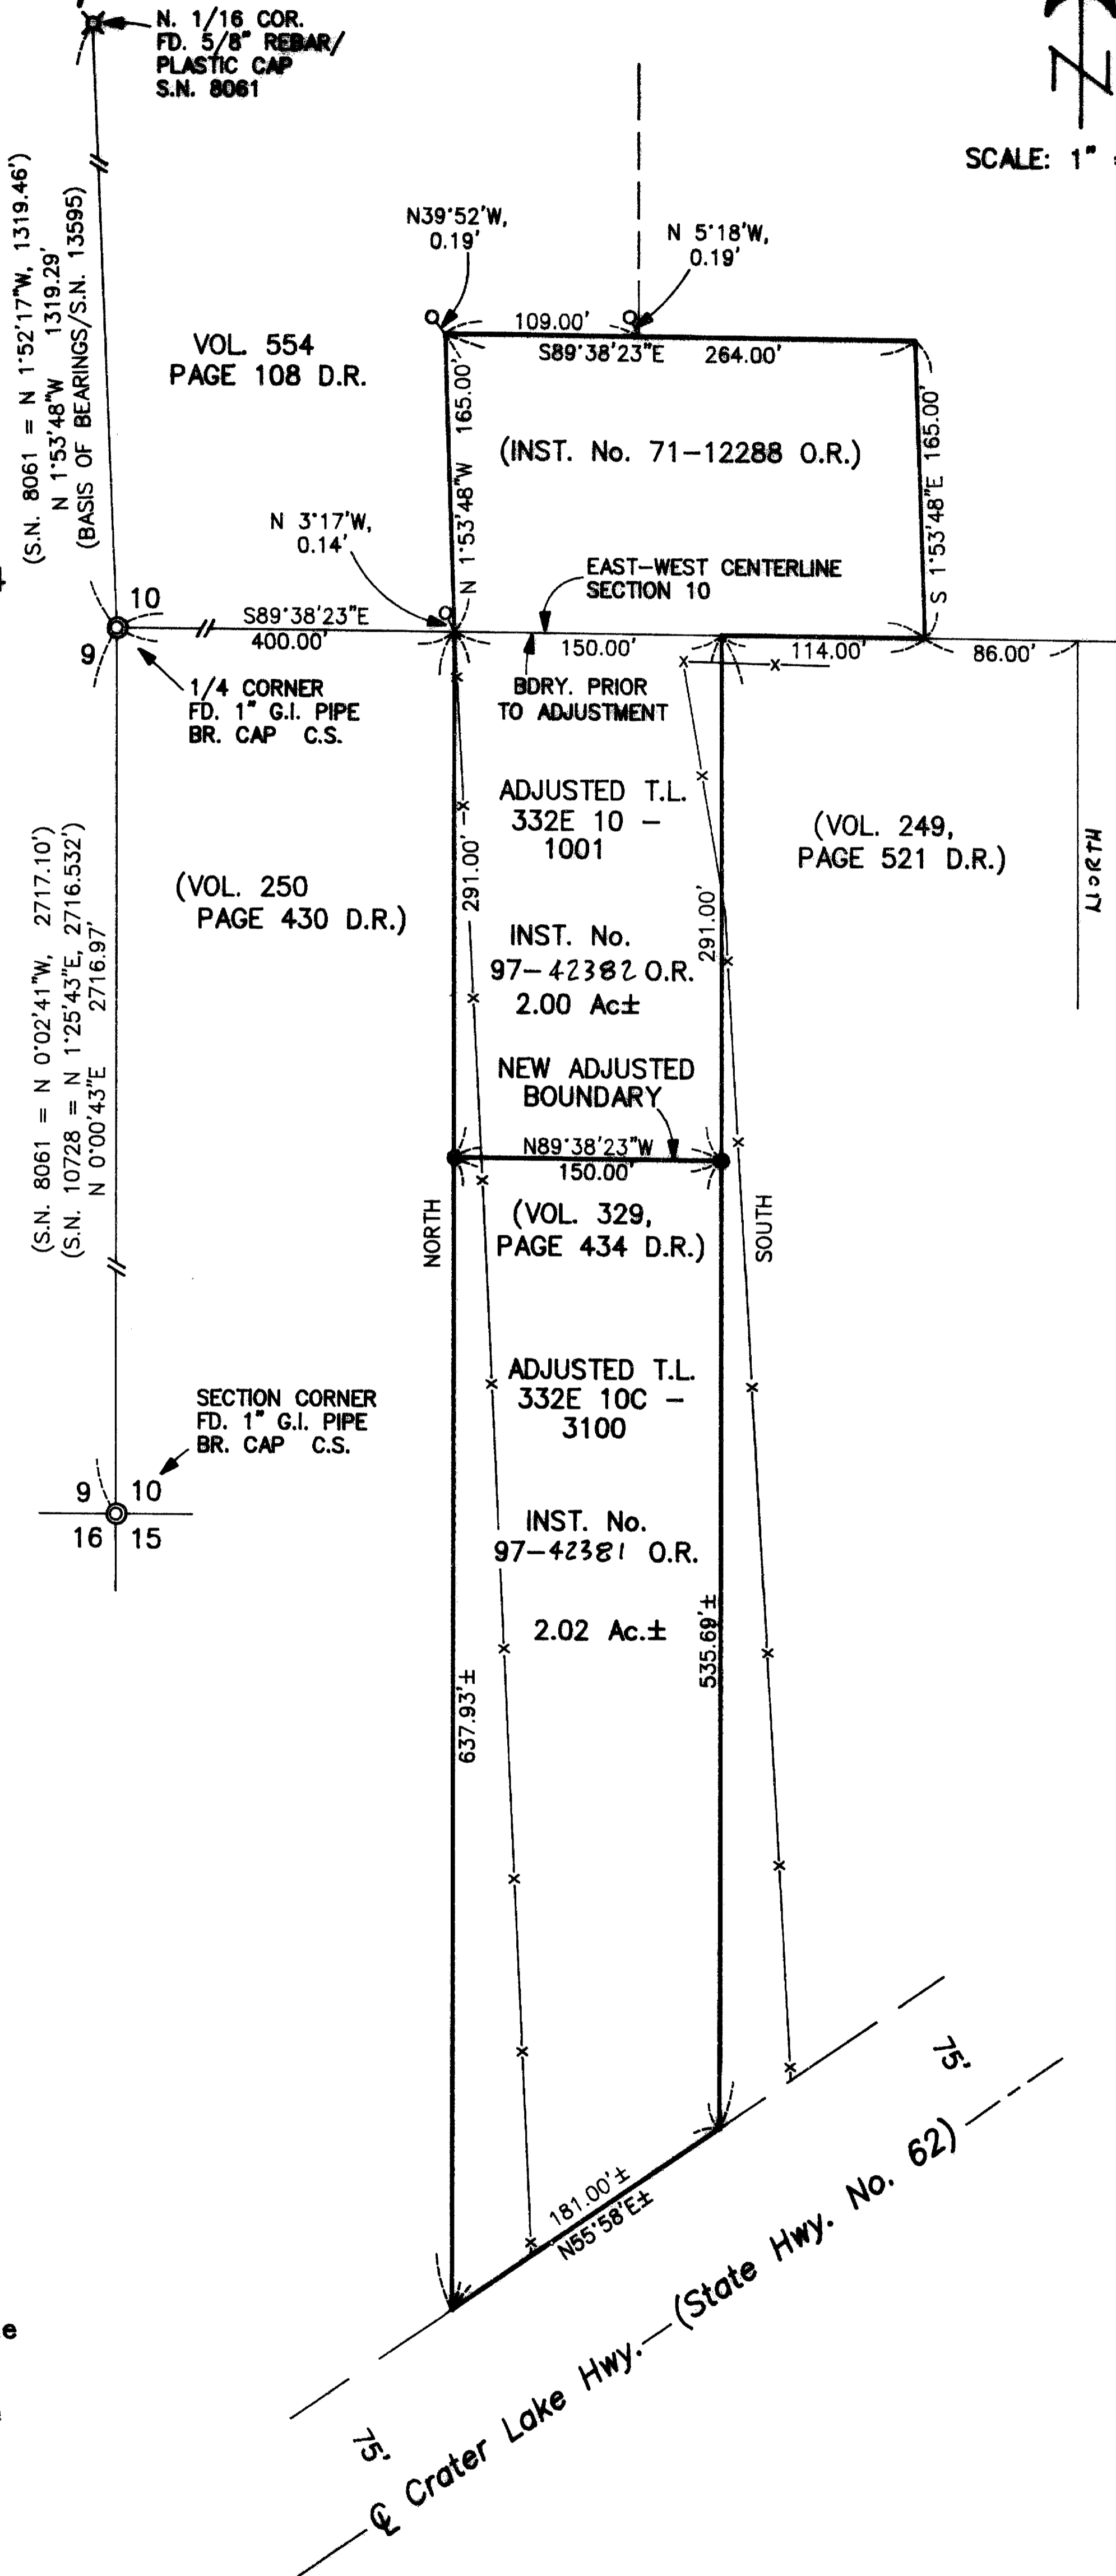 N. 1/16 COR.
FD. 5/8" REBAR/
PLASTIC CAP
S.N. 8061
N
SCALE: 1" =
(S.N. 8061 = N 1°52'17"W, 1319.46')
N 1°53'48"W 1319.29'
(BASIS OF BEARINGS/S.N. 13595)
N39°52'W,
0.19'
N 5°18'W,
0.19'
109.00'
S89°38'23"E 264.00'
VOL. 554
PAGE 108 D.R.
N 1°53'48"W 165.00'
(INST. No. 71-12288 O.R.)
S 1°53'48"E 165.00'
N 3°17'W,
0.14'
EAST-WEST CENTERLINE
SECTION 10
10
9
S89°38'23"E
400.00'
150.00'
114.00'
86.00'
1/4 CORNER
FD. 1" G.I. PIPE
BR. CAP C.S.
BDRY. PRIOR
TO ADJUSTMENT
ADJUSTED T.L.
332E 10 -
1001
(VOL. 249,
PAGE 521 D.R.)
NORTH
291.00'
291.00'
(VOL. 250
PAGE 430 D.R.)
INST. No.
97-42382 O.R.
2.00 Ac±
(S.N. 8061 = N 0°02'41"W, 2717.10')
(S.N. 10728 = N 1°25'43"E, 2716.532')
N 0°00'43"E 2716.97'
NEW ADJUSTED
BOUNDARY
N89°38'23"W
150.00'
NORTH
SOUTH
(VOL. 329,
PAGE 434 D.R.)
ADJUSTED T.L.
332E 10C -
3100
SECTION CORNER
FD. 1" G.I. PIPE
BR. CAP C.S.
9 10
16 15
INST. No.
97-42381 O.R.
2.02 Ac.±
637.93'±
535.69'±
181.00'±
N55°58'E±
75'
75'
℄ Crater Lake Hwy. (State Hwy. No. 62)
e